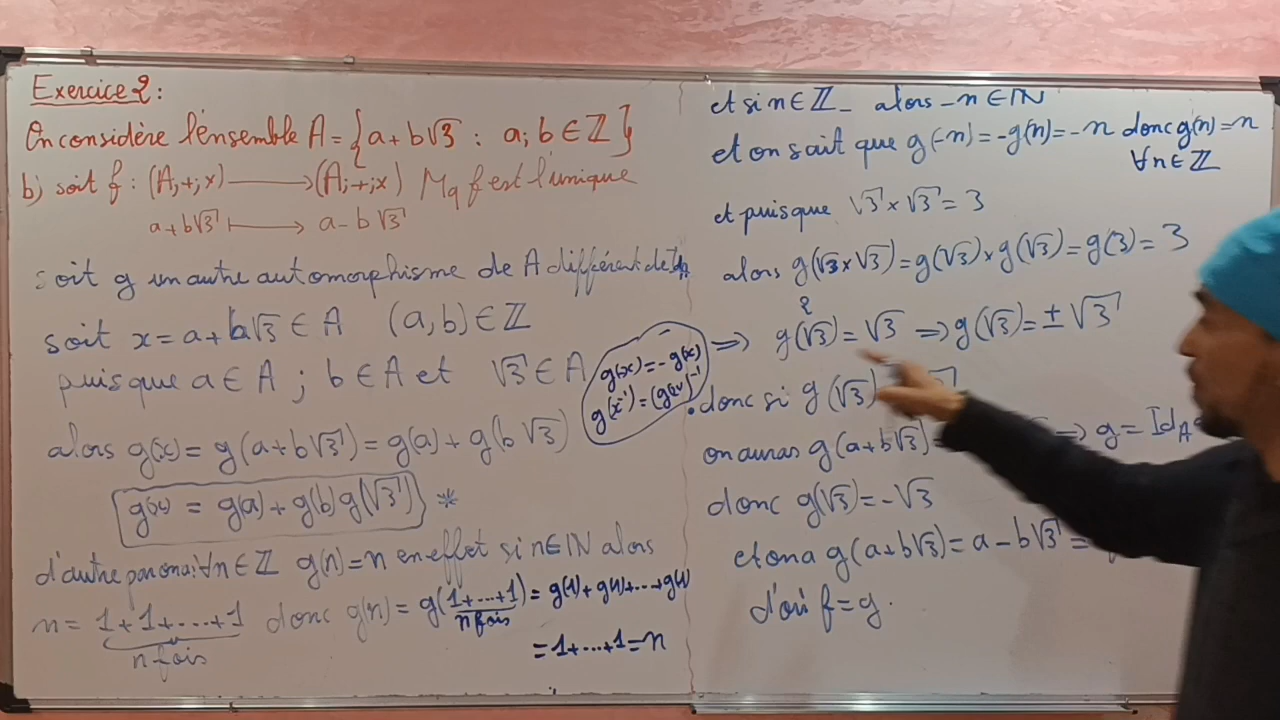 Exercice 2:
On considère l'ensemble A = {a+b√3 : a; b ∈ ℤ}
b) soit f : (A;+;×) → (A;+;×) Mq f est l'unique
a+b√3 ↦ a-b√3
soit g un autre automorphisme de A différent de Id_A
soit x = a+b√3 ∈ A (a,b) ∈ ℤ
puisque a ∈ A ; b ∈ A et √3 ∈ A
g(-x) = -g(x)
g(x⁻¹) = (g(x))⁻¹
alors g(x) = g(a+b√3) = g(a) + g(b√3)
g(x) = g(a) + g(b) g(√3) *
d'autre part on a: ∀n ∈ ℤ g(n) = n en effet si n ∈ ℕ alors
n = 1+1+...+1 donc g(n) = g(1+...+1) = g(1)+g(1)+...+g(1)
n fois n fois
= 1+...+1 = n
et si n ∈ ℤ_ alors -n ∈ ℕ
et on sait que g(-n) = -g(n) = -n donc g(n) = n
∀n ∈ ℤ
et puisque √3 × √3 = 3
alors g(√3×√3) = g(√3) × g(√3) = g(3) = 3
⇒ g(√3)² = √3 ⇒ g(√3) = ± √3
• donc si g(√3)
on auras g(a+b√3) = ⇒ g = Id_A
donc g(√3) = -√3
et on a g(a+b√3) = a - b√3 =
d'où f = g.